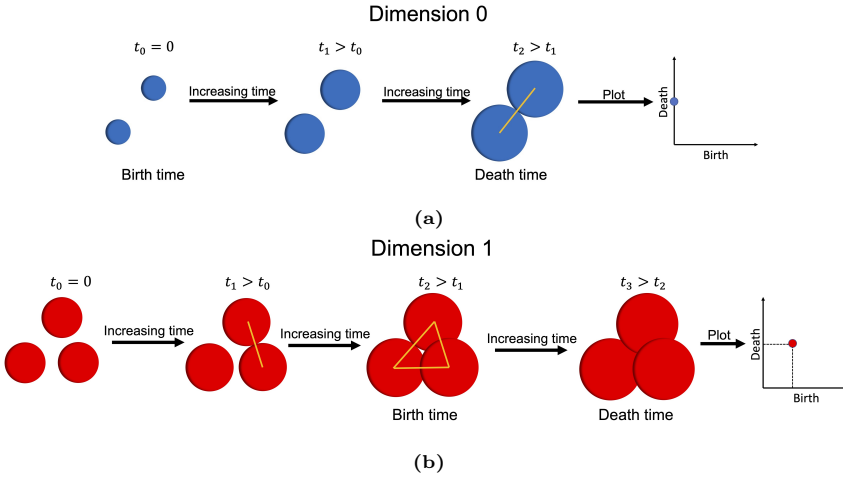 Dimension 0
t₀ = 0
t₁ > t₀
t₂ > t₁
Increasing time
Increasing time
Plot
Death
Birth
Birth time
Death time
(a)
Dimension 1
t₀ = 0
t₁ > t₀
t₂ > t₁
t₃ > t₂
Increasing time
Increasing time
Increasing time
Plot
Death
Birth
Birth time
Death time
(b)